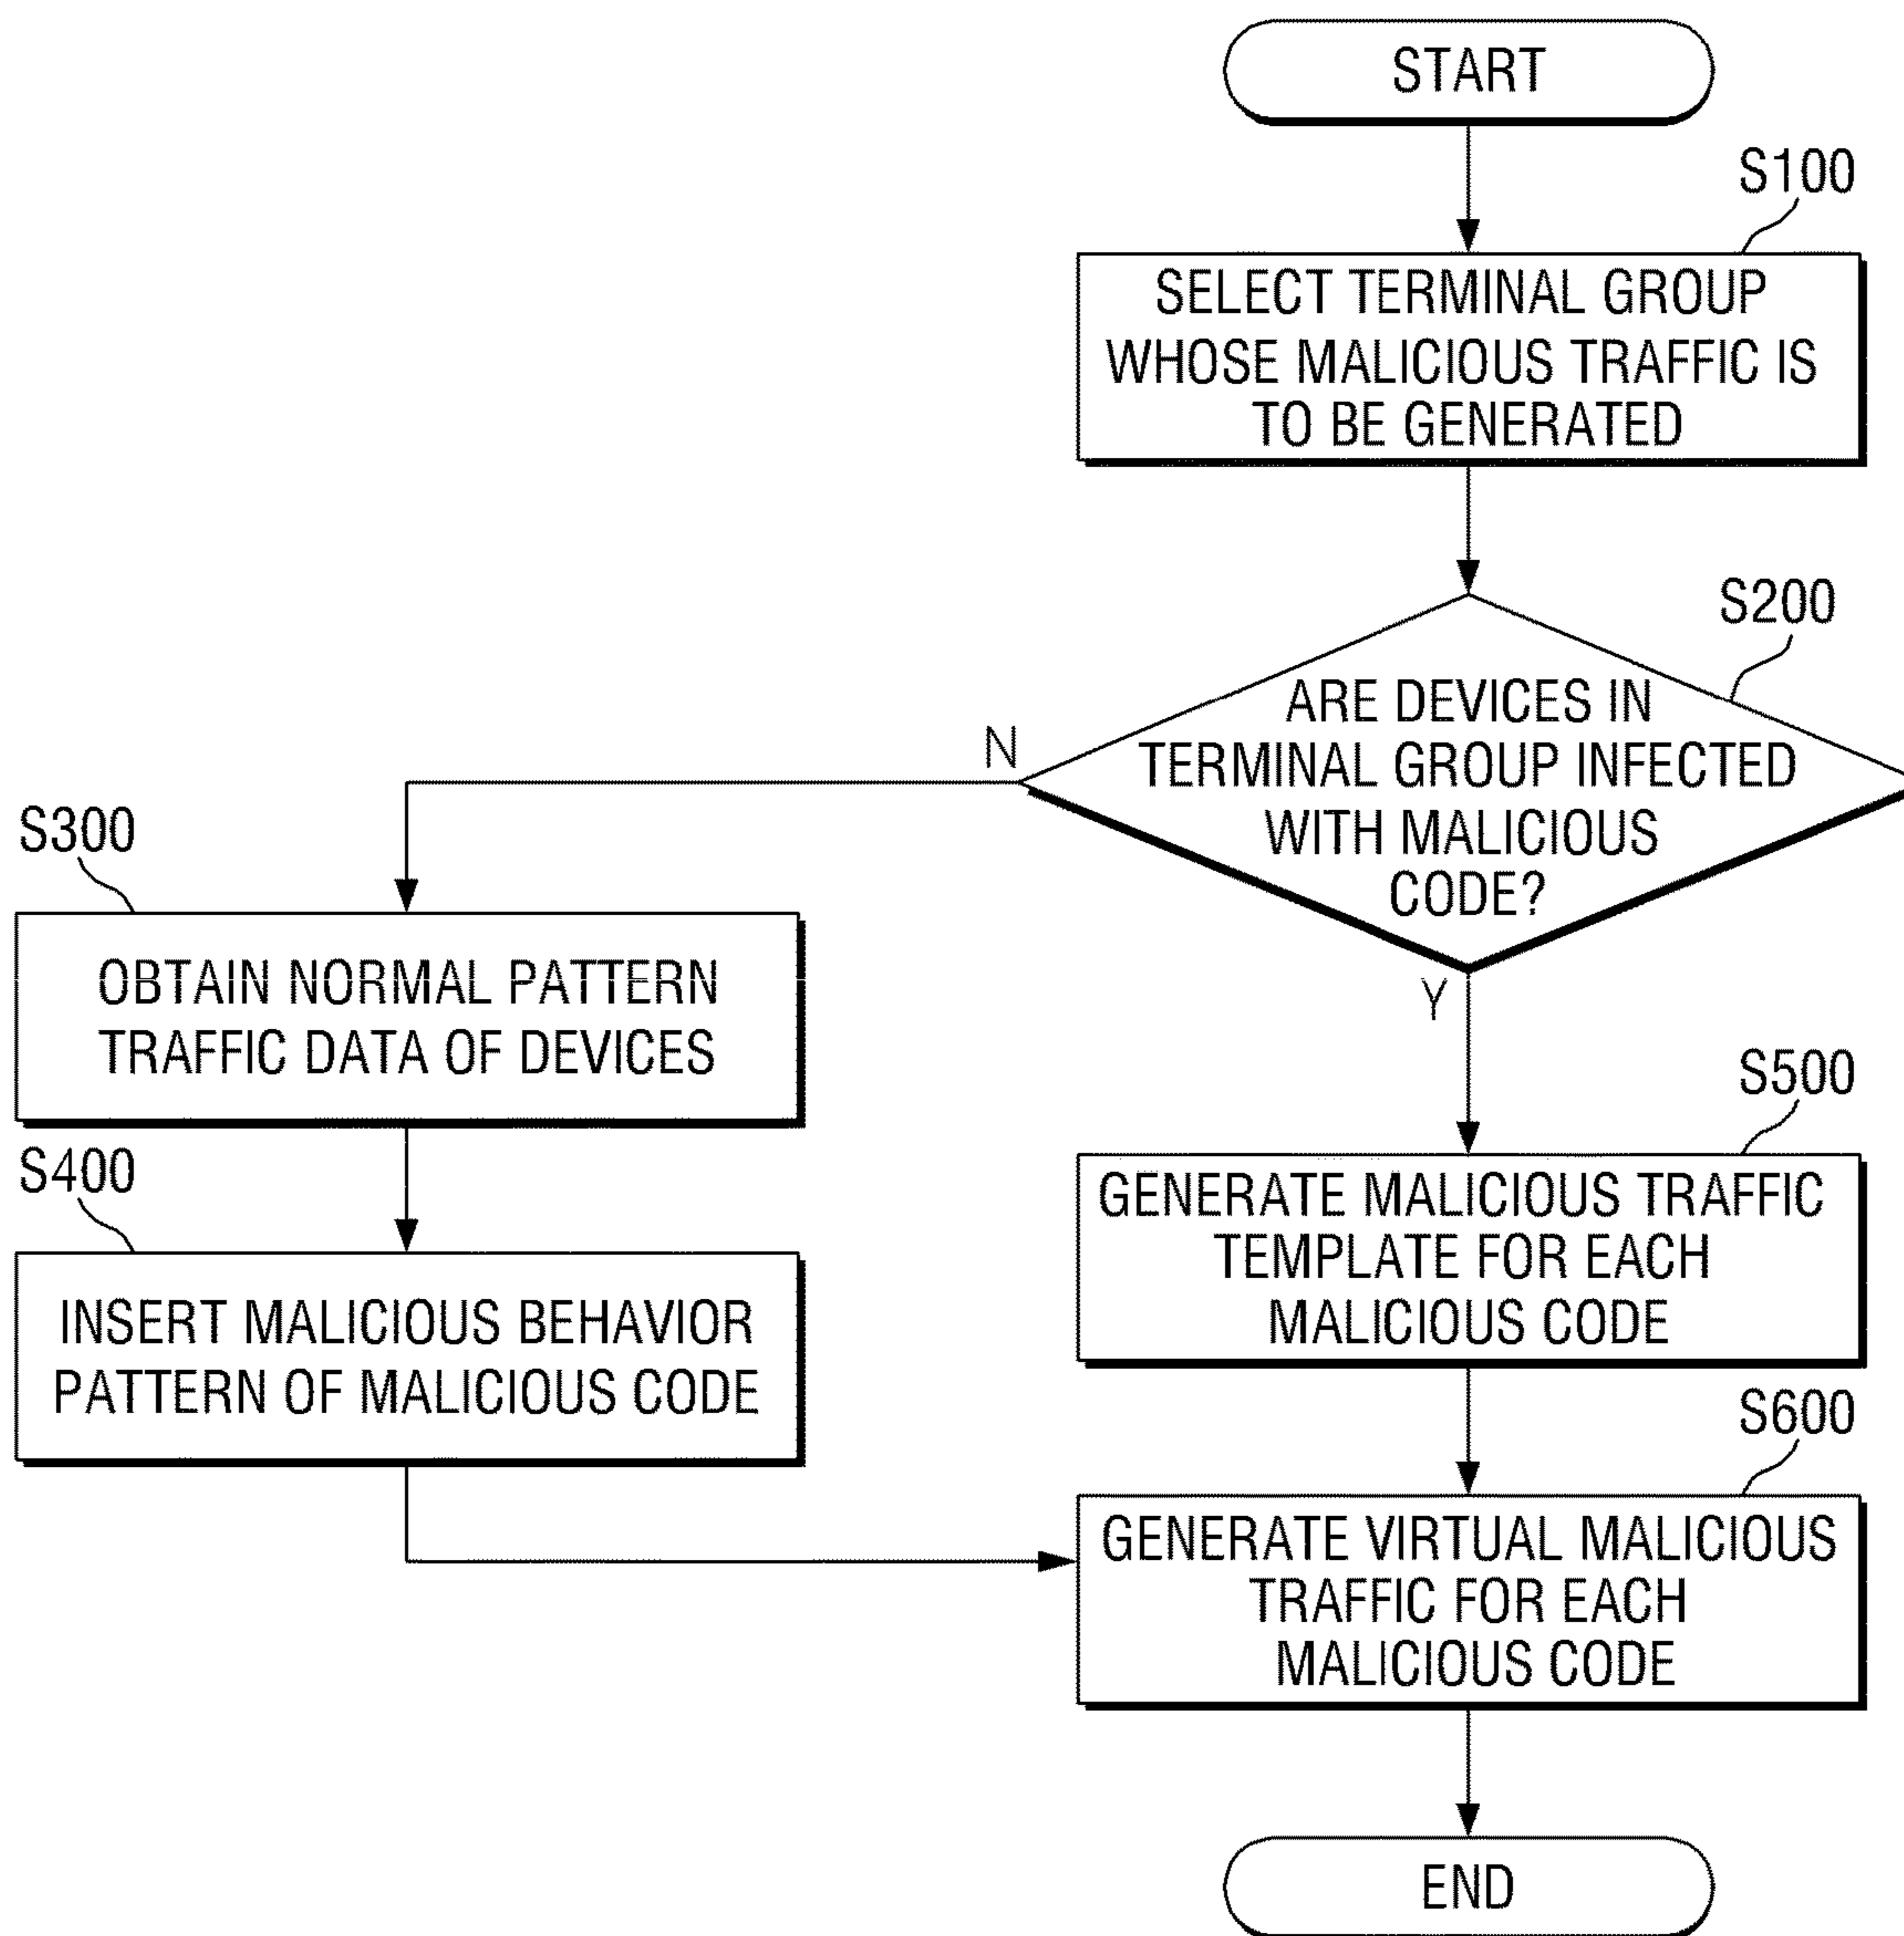 START
S100
SELECT TERMINAL GROUP
WHOSE MALICIOUS TRAFFIC IS
TO BE GENERATED
S200
ARE DEVICES IN
TERMINAL GROUP INFECTED
WITH MALICIOUS
CODE?
N
Y
S300
OBTAIN NORMAL PATTERN
TRAFFIC DATA OF DEVICES
S400
INSERT MALICIOUS BEHAVIOR
PATTERN OF MALICIOUS CODE
S500
GENERATE MALICIOUS TRAFFIC
TEMPLATE FOR EACH
MALICIOUS CODE
S600
GENERATE VIRTUAL MALICIOUS
TRAFFIC FOR EACH
MALICIOUS CODE
END